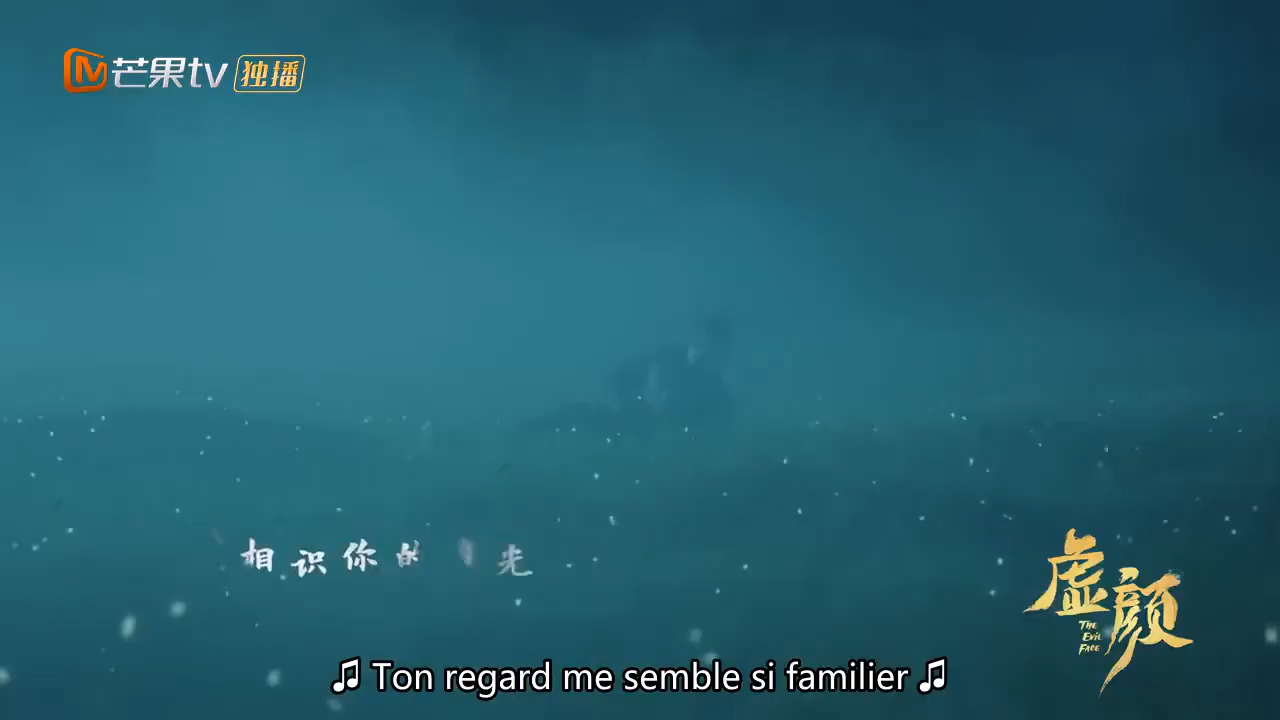 芒果tv 独播
相识你的 光
虚颜
THE
EVIL
FACE
♫ Ton regard me semble si familier ♫